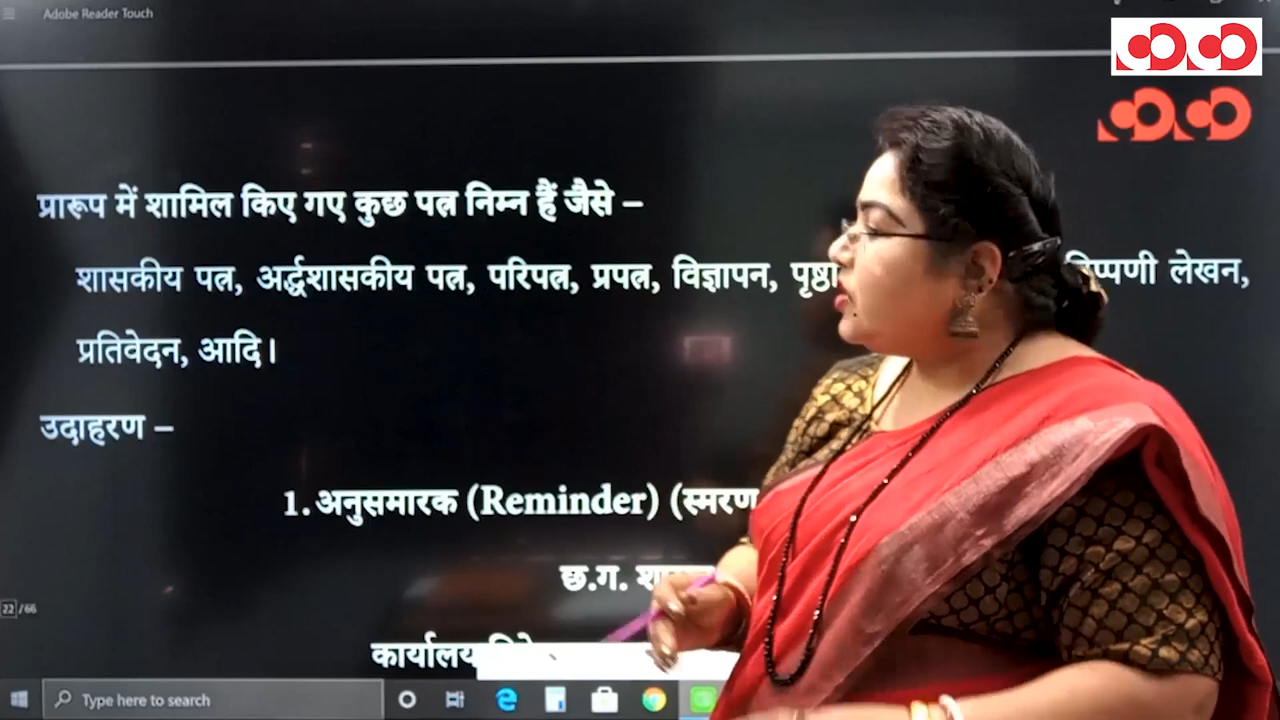 Adobe Reader Touch
प्रारूप में शामिल किए गए कुछ पत्र निम्न हैं जैसे –
शासकीय पत्र, अर्द्धशासकीय पत्र, परिपत्र, प्रपत्र, विज्ञापन, लेखन,
प्रतिवेदन, आदि।
उदाहरण –
1. अनुसमारक (Reminder) (स्मरण
छ.ग.
22 / 66
कार्यालय
Type here to search